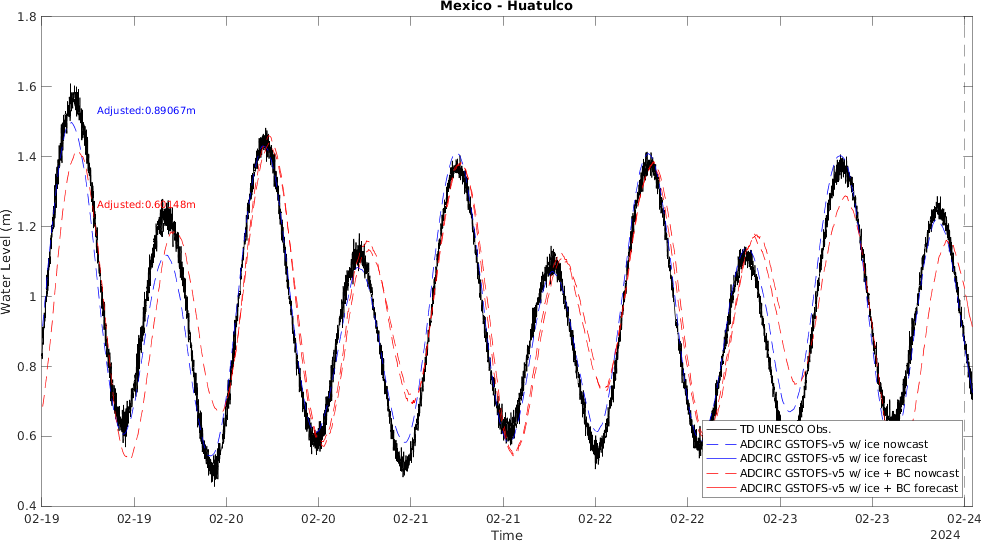 Mexico - Huatulco
1.8
1.6
1.4
1.2
1
0.8
0.6
0.4
Water Level (m)
Adjusted:0.89067m
TD UNESCO Obs.
ADCIRC GSTOFS-v5 w/ ice nowcast
ADCIRC GSTOFS-v5 w/ ice forecast
ADCIRC GSTOFS-v5 w/ ice + BC nowcast
ADCIRC GSTOFS-v5 w/ ice + BC forecast
02-19 02-19 02-20 02-20 02-21 02-21 02-22 02-22 02-23 02-23 02-24
Time
2024